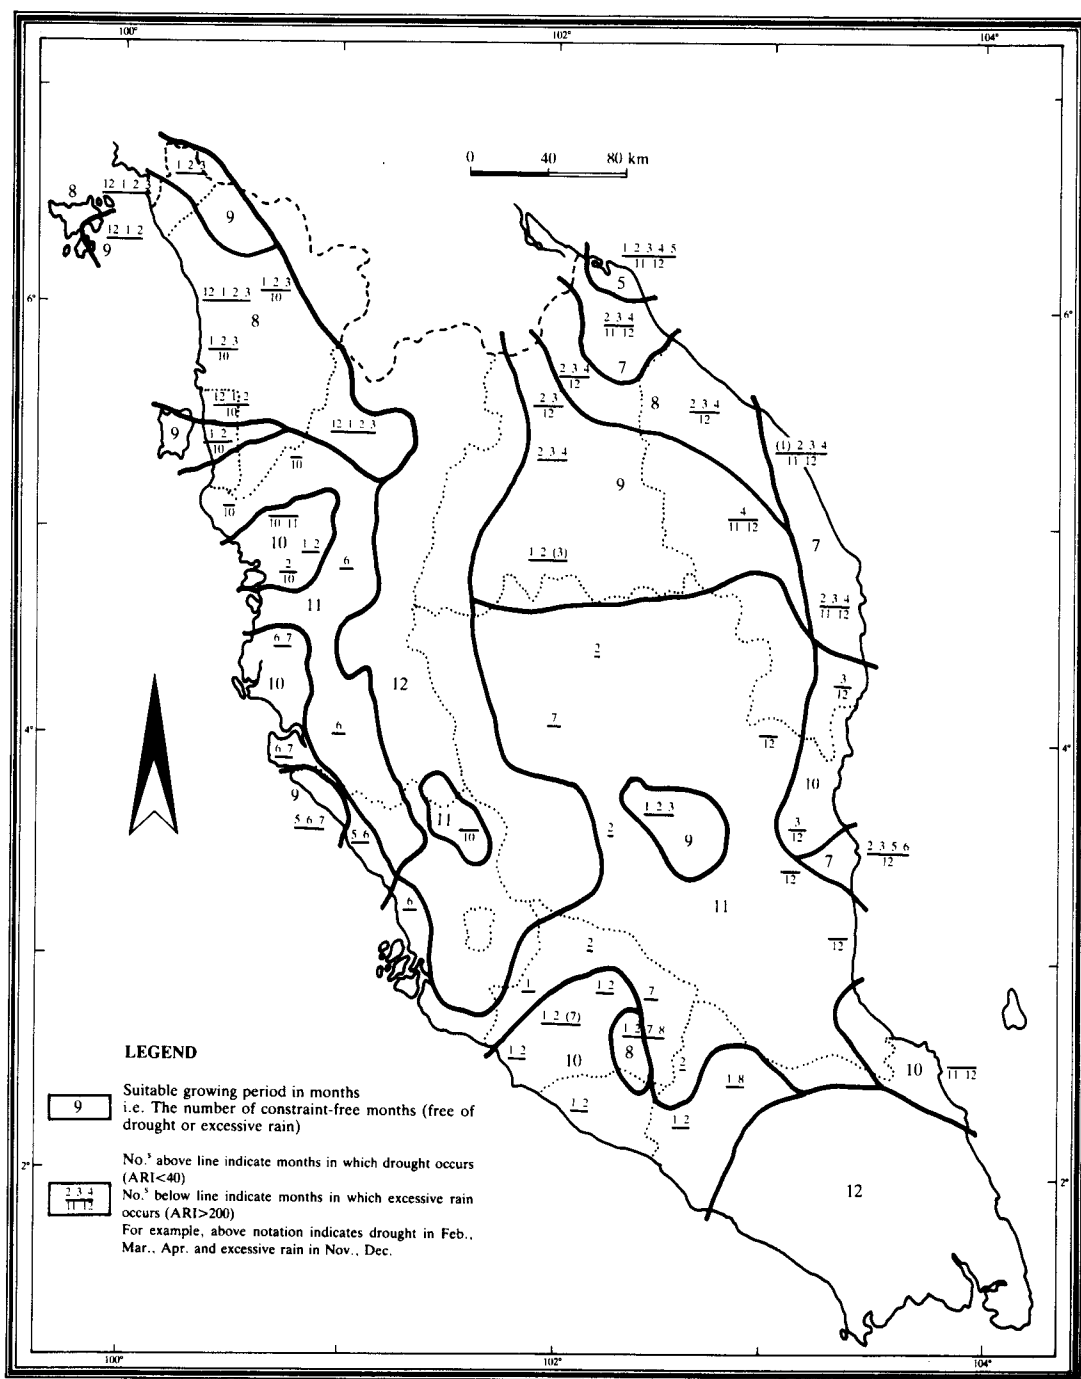 100°
102°
104°
0 40 80 km
1 2 3
12 1 2 3
8
9
12 1 2
9
1 2 3 4 5
11 12
5
6°
6°
12 1 2 3
1 2 3
10
8
2 3 4
11 12
7
1 2 3
10
2 3 4
12
8
2 3 4
12
2 3
12
12 1 2
10
12 1 2 3
9
1 2
10
10
2 3 4
(1) 2 3 4
11 12
9
10
10 11
10
1 2
2
10
6
4
11 12
7
1 2 (3)
11
2 3 4
11 12
6 7
2
10
12
3
12
6
7
12
4°
4°
6 7
9
10
11
10
1 2 3
9
5 6 7
5 6
2
3
12
7
2 3 5 6
12
12
6
11
12
2
1
1 2
7
1 2 (7)
1 2 7 8
8
1 2
10
2
1 8
10
11 12
1 2
1 2
12
2°
2°
LEGEND
9
Suitable growing period in months
i.e. The number of constraint-free months (free of
drought or excessive rain)
2 3 4
11 12
No.ˢ above line indicate months in which drought occurs
(ARI<40)
No.ˢ below line indicate months in which excessive rain
occurs (ARI>200)
For example, above notation indicates drought in Feb.,
Mar., Apr. and excessive rain in Nov., Dec.
100°
102°
104°